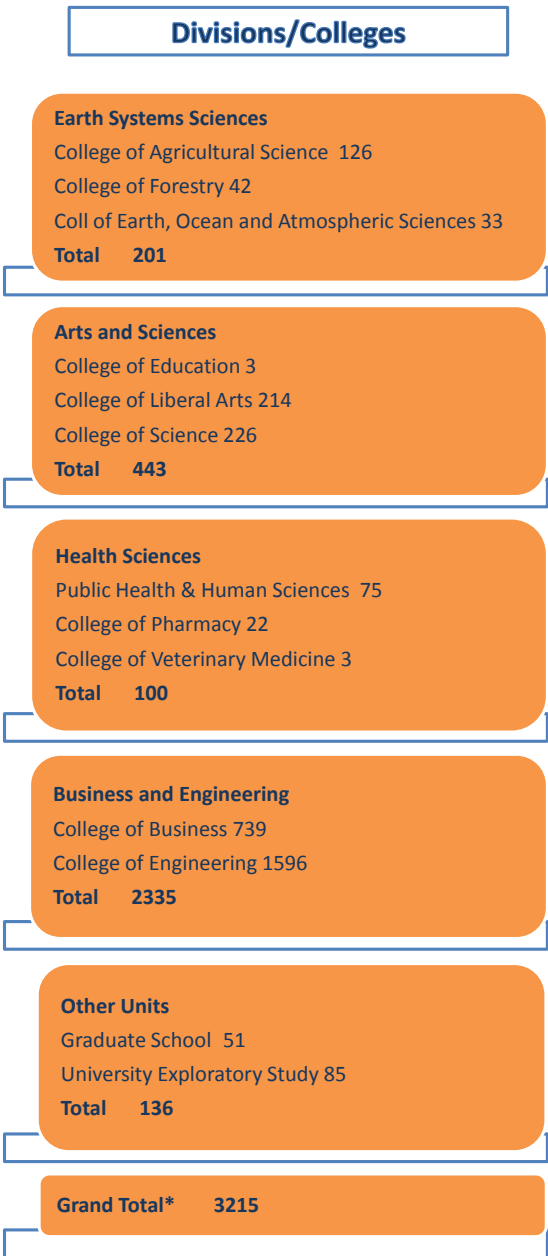 Divisions/Colleges
Earth Systems Sciences
College of Agricultural Science 126
College of Forestry 42
Coll of Earth, Ocean and Atmospheric Sciences 33
Total 201
Arts and Sciences
College of Education 3
College of Liberal Arts 214
College of Science 226
Total 443
Health Sciences
Public Health & Human Sciences 75
College of Pharmacy 22
College of Veterinary Medicine 3
Total 100
Business and Engineering
College of Business 739
College of Engineering 1596
Total 2335
Other Units
Graduate School 51
University Exploratory Study 85
Total 136
Grand Total* 3215